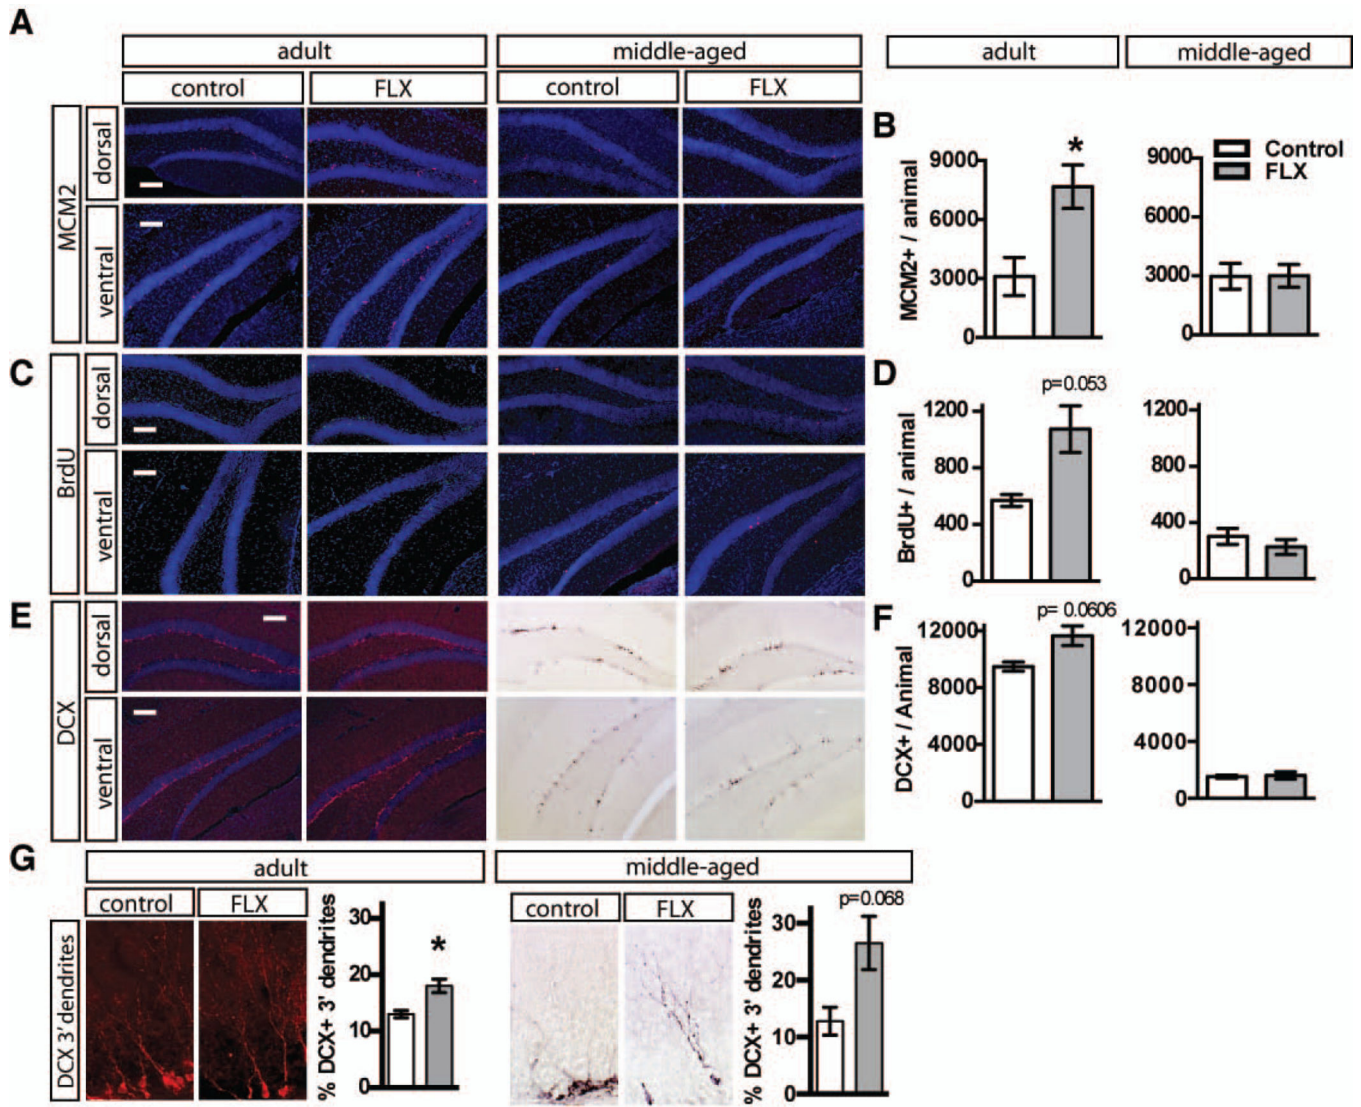 A
adult
middle-aged
adult
middle-aged
control
FLX
control
FLX
MCM2
dorsal
ventral
B
MCM2+ / animal
9000
6000
3000
0
*
9000
6000
3000
0
Control
FLX
C
BrdU
dorsal
ventral
D
BrdU+ / animal
1200
800
400
0
p=0.053
1200
800
400
0
E
DCX
dorsal
ventral
F
DCX+ / Animal
12000
8000
4000
0
p= 0.0606
12000
8000
4000
0
G
adult
middle-aged
DCX 3' dendrites
control
FLX
% DCX+ 3' dendrites
30
20
10
0
*
control
FLX
% DCX+ 3' dendrites
30
20
10
0
p=0.068